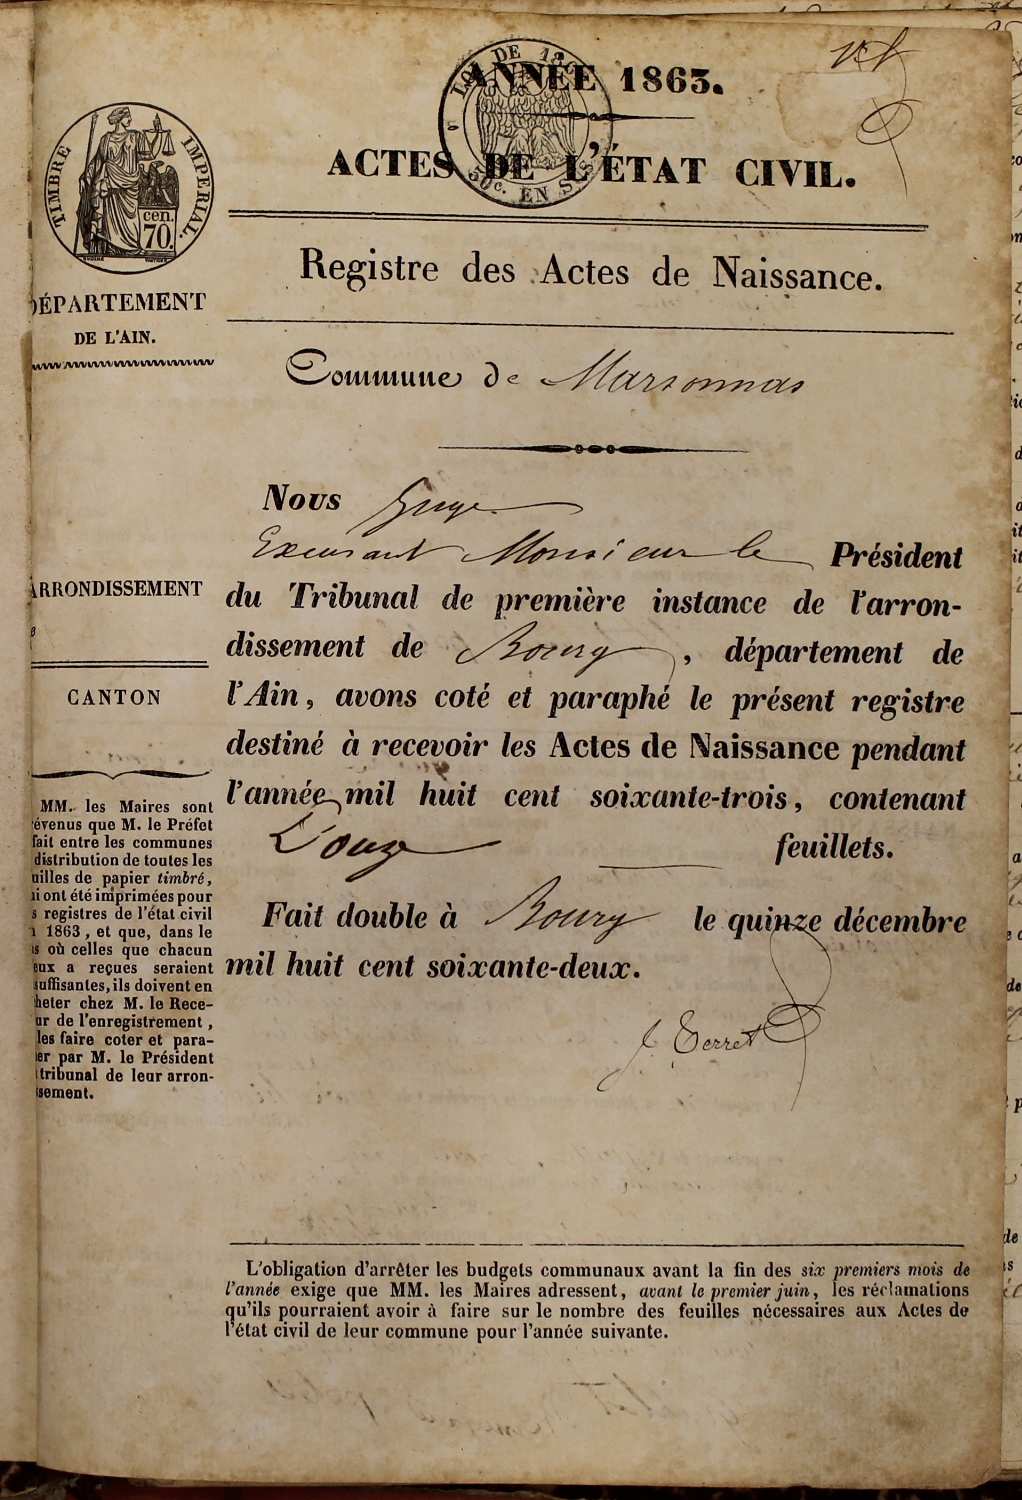 ANNÉE 1863.
ACTES DE L'ÉTAT CIVIL.
TIMBRE IMPERIAL.
cen.
70.
LOI DE
50c. EN S
Registre des Actes de Naissance.
DÉPARTEMENT
DE L'AIN.
Commune de Marsonnas
Nous
Monsieur le Président
du Tribunal de première instance de l'arron-
dissement de Bourg, département de
l'Ain, avons coté et paraphé le présent registre
destiné à recevoir les Actes de Naissance pendant
l'année mil huit cent soixante-trois, contenant
Douze feuillets.
Fait double à Bourg le quinze décembre
mil huit cent soixante-deux.
J. Perret
ARRONDISSEMENT
CANTON
MM. les Maires sont
évenus que M. le Préfet
fait entre les communes
distribution de toutes les
uilles de papier timbré,
ui ont été imprimées pour
s registres de l'état civil
1863, et que, dans le
s où celles que chacun
eux a reçues seraient
suffisantes, ils doivent en
heter chez M. le Rece-
ur de l'enregistrement,
les faire coter et para-
er par M. le Président
tribunal de leur arron-
sement.
L'obligation d'arrêter les budgets communaux avant la fin des six premiers mois de
l'année exige que MM. les Maires adressent, avant le premier juin, les réclamations
qu'ils pourraient avoir à faire sur le nombre des feuilles nécessaires aux Actes de
l'état civil de leur commune pour l'année suivante.